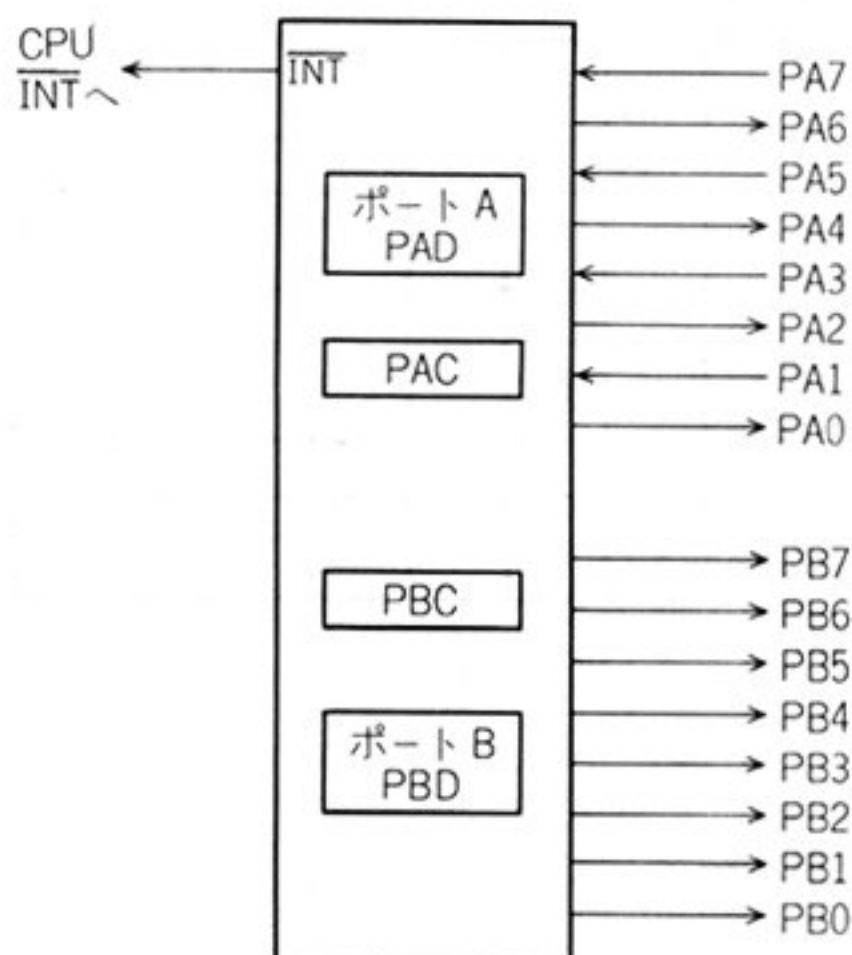 CPU
INTへ
INT
PA7
PA6
ポートA
PAD
PA5
PA4
PA3
PA2
PAC
PA1
PA0
PB7
PBC
PB6
PB5
ポートB
PBD
PB4
PB3
PB2
PB1
PB0